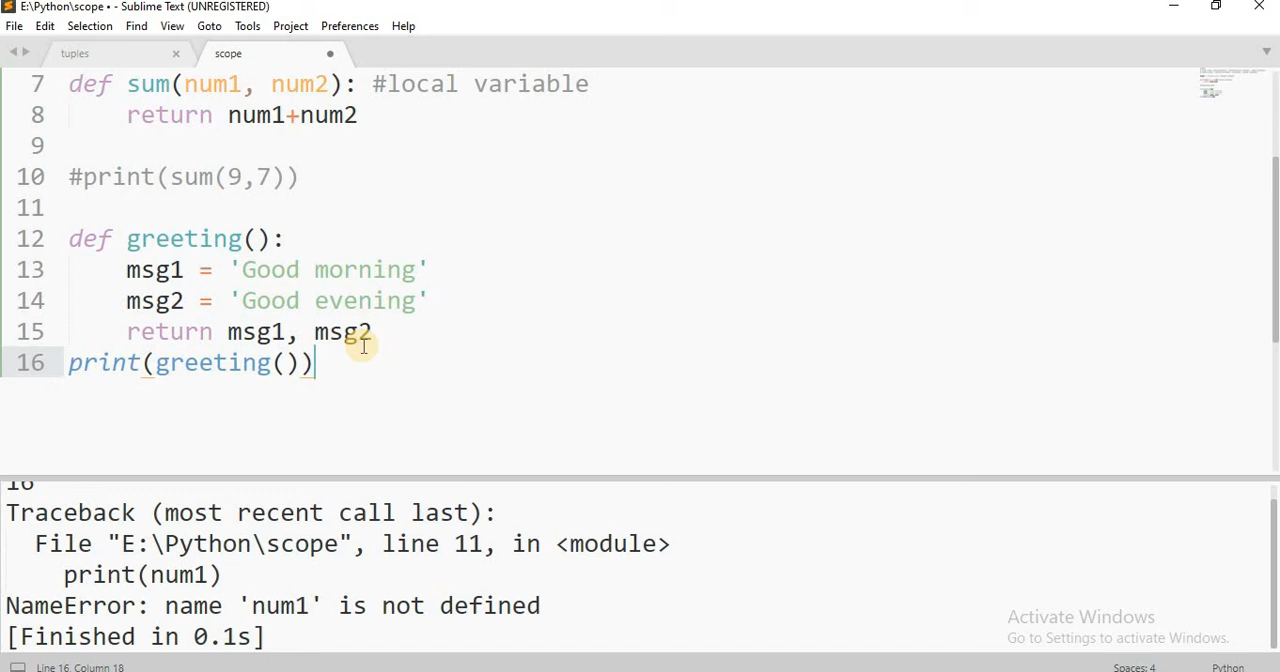 E:\Python\scope • - Sublime Text (UNREGISTERED)
File Edit Selection Find View Goto Tools Project Preferences Help
tuples scope
7 def sum(num1, num2): #local variable
8 return num1+num2
9
10 #print(sum(9,7))
11
12 def greeting():
13 msg1 = 'Good morning'
14 msg2 = 'Good evening'
15 return msg1, msg2
16 print(greeting())
16
Traceback (most recent call last):
File "E:\Python\scope", line 11, in <module>
print(num1)
NameError: name 'num1' is not defined
[Finished in 0.1s]
Activate Windows
Go to Settings to activate Windows.
Line 16, Column 18 Spaces: 4 Python